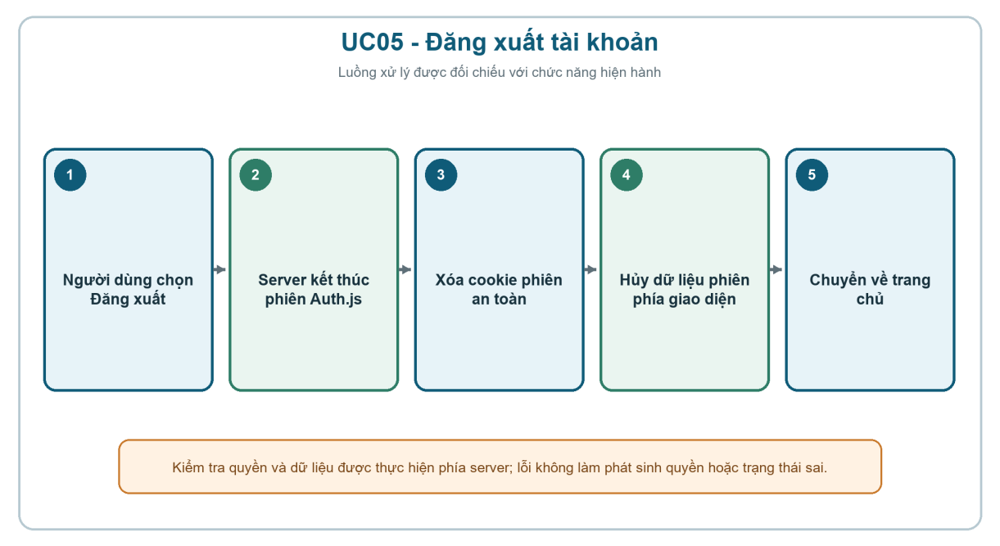 UC05 - Đăng xuất tài khoản
Luồng xử lý được đối chiếu với chức năng hiện hành
1
Người dùng chọn
Đăng xuất
2
Server kết thúc
phiên Auth.js
3
Xóa cookie phiên
an toàn
4
Hủy dữ liệu phiên
phía giao diện
5
Chuyển về trang
chủ
Kiểm tra quyền và dữ liệu được thực hiện phía server; lỗi không làm phát sinh quyền hoặc trạng thái sai.